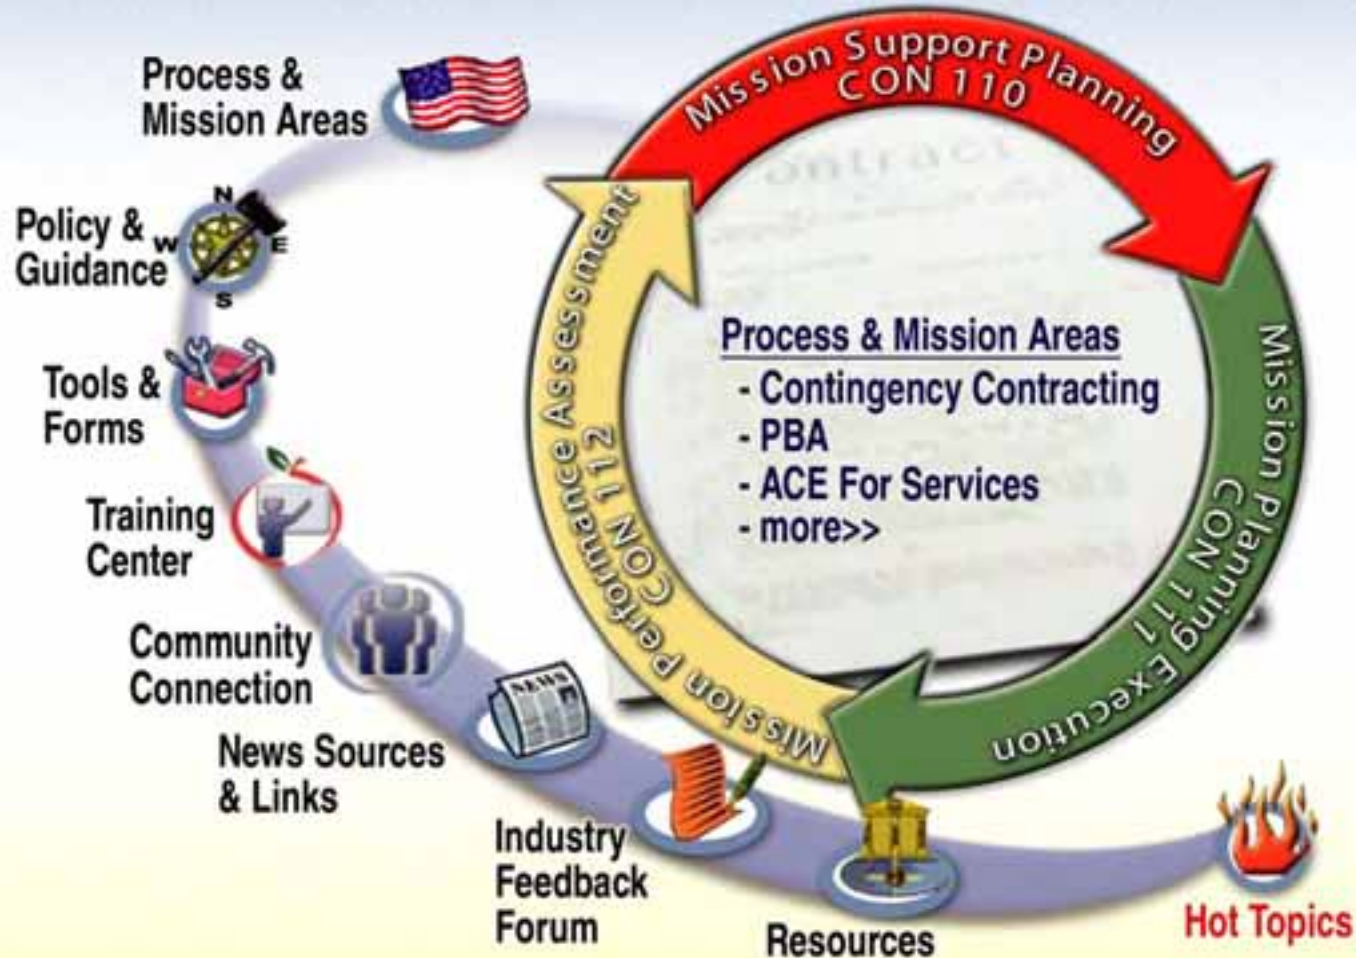 Process &
Mission Areas
Policy &
Guidance
N
W
E
S
Tools &
Forms
Training
Center
Community
Connection
News Sources
& Links
NEWS
Industry
Feedback
Forum
Resources
Hot Topics
Mission Support Planning
CON 110
Mission Planning Execution
CON 111
Mission Performance Assessment
CON 112
ontract
Process & Mission Areas
- Contingency Contracting
- PBA
- ACE For Services
- more>>